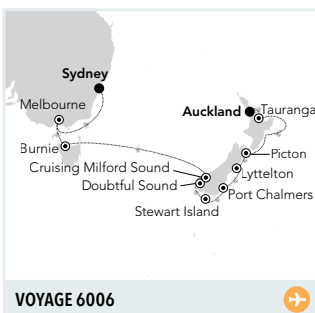 Sydney
Melbourne
Auckland
Tauranga
Burnie
Picton
Cruising Milford Sound
Lyttelton
Doubtful Sound
Port Chalmers
Stewart Island
VOYAGE 6006